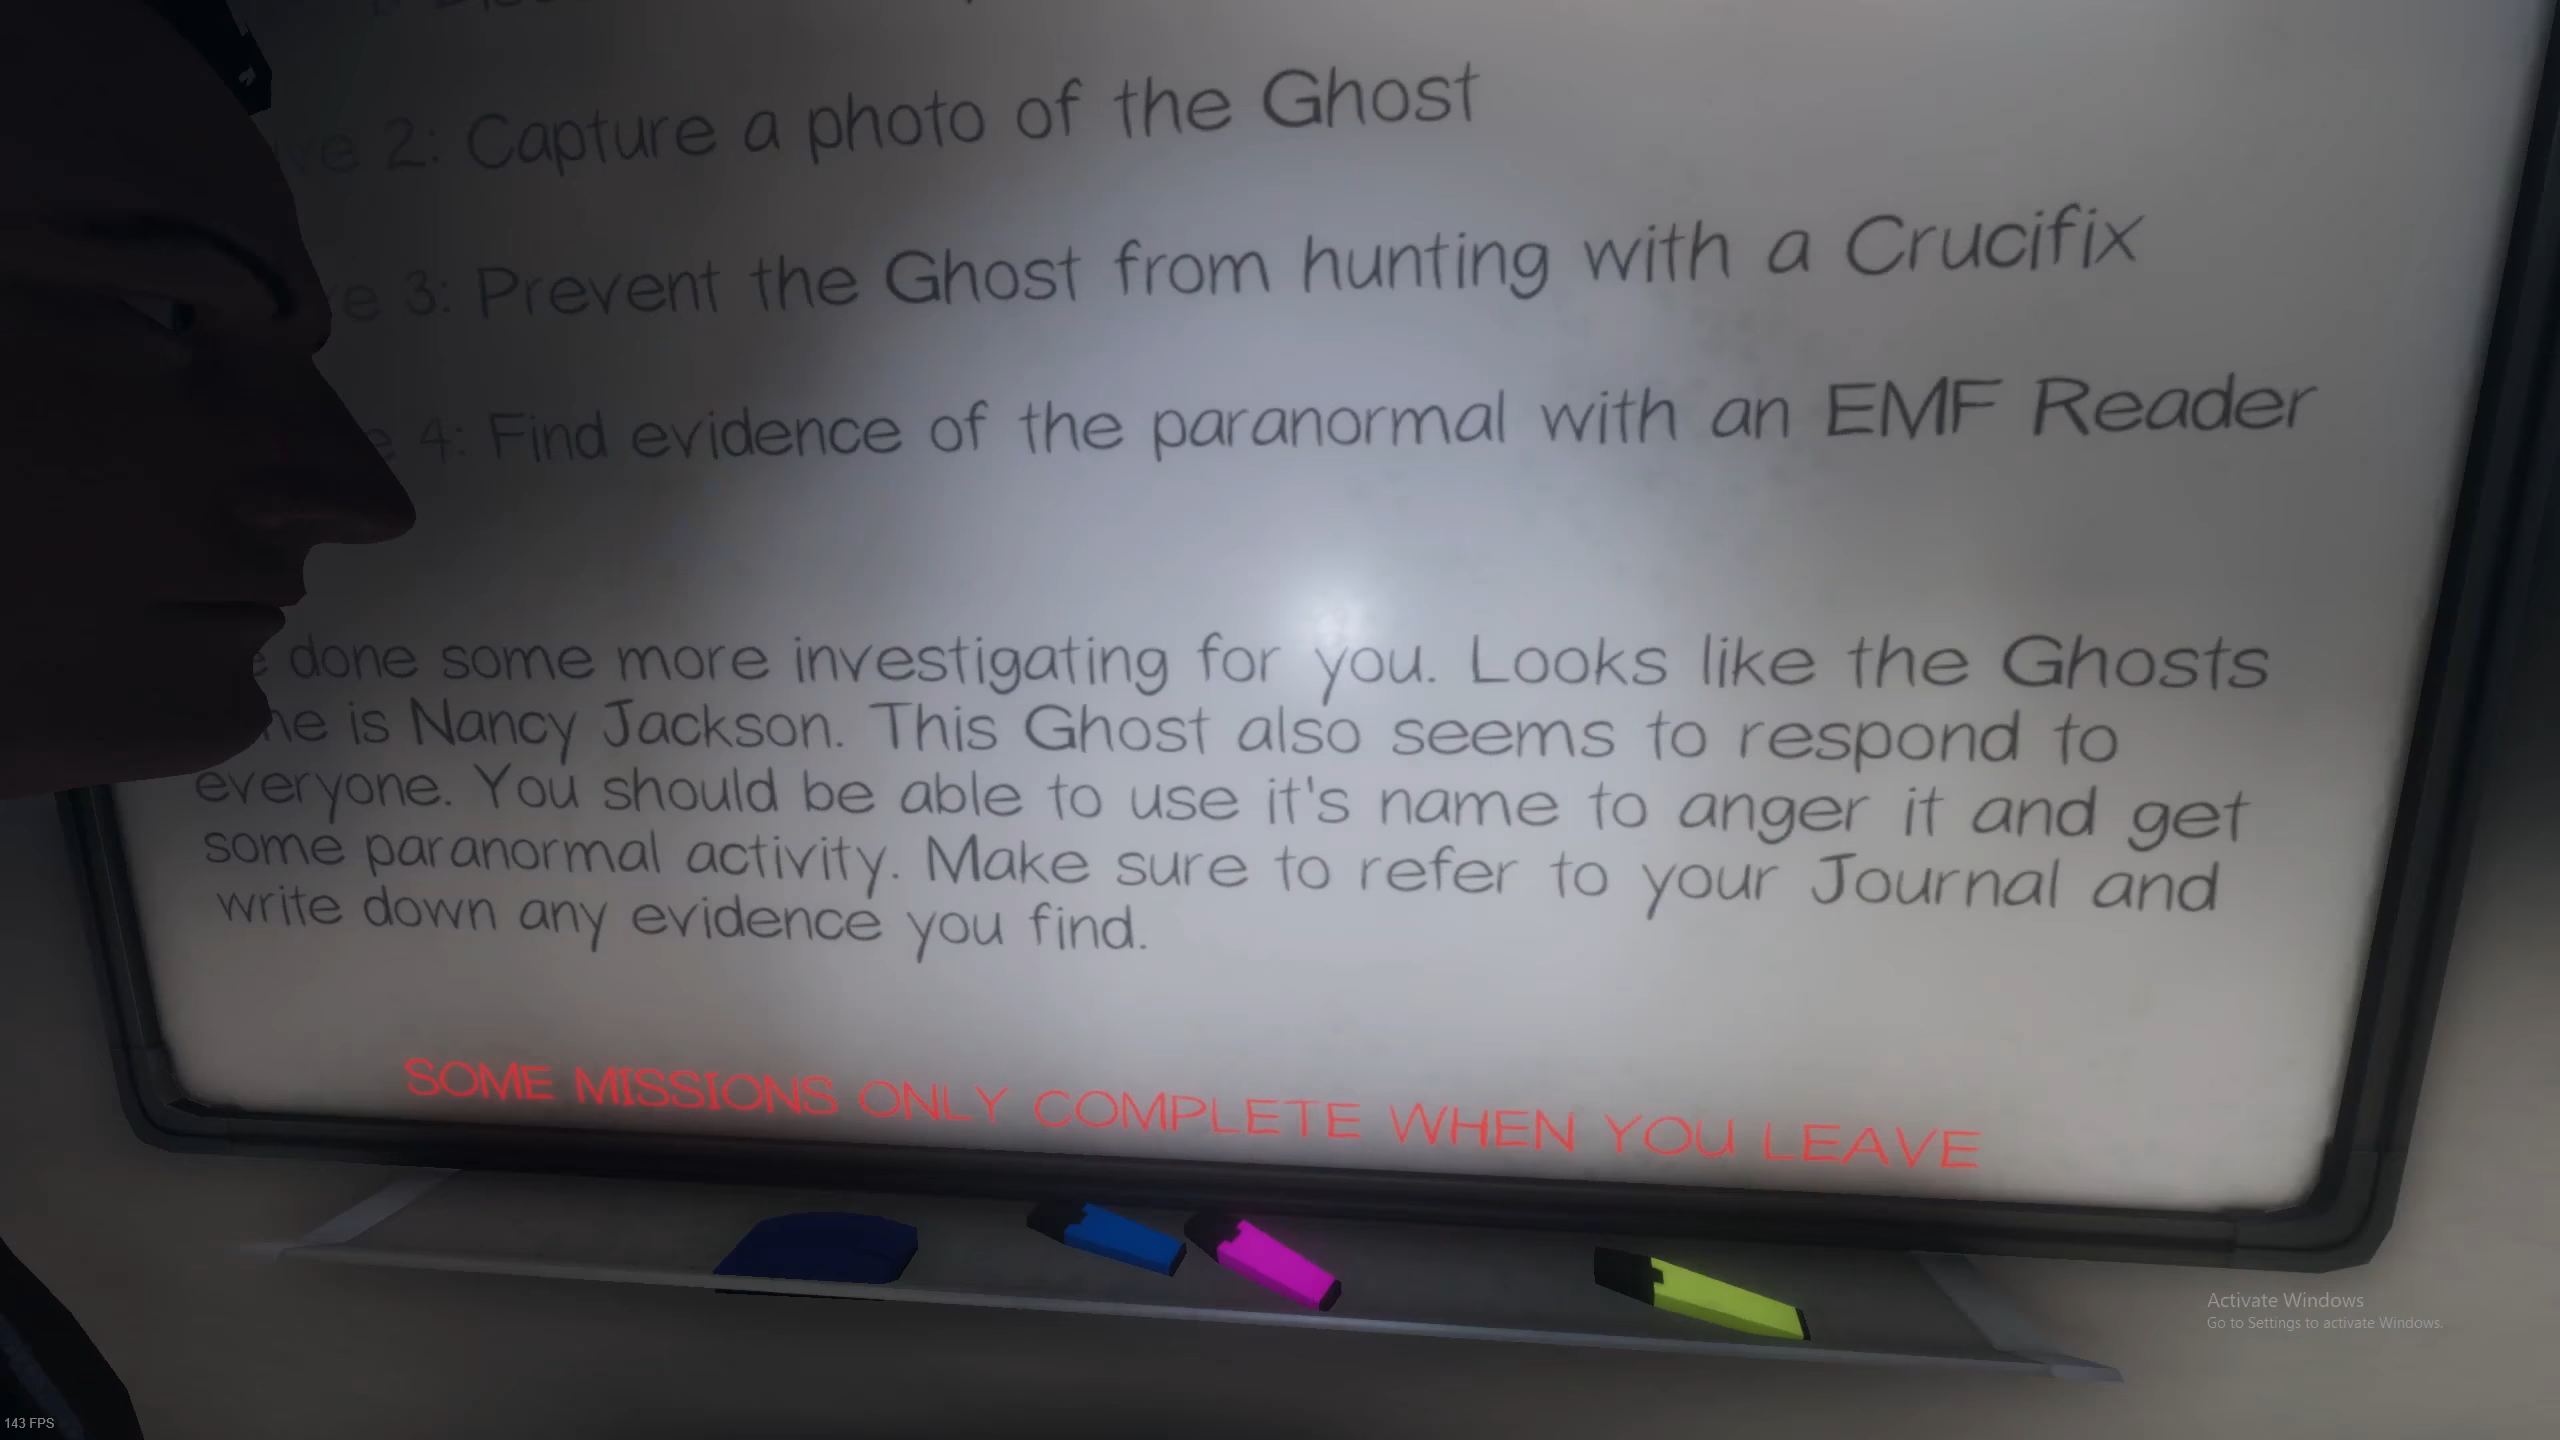 2: Capture a photo of the Ghost
3: Prevent the Ghost from hunting with a Crucifix
4: Find evidence of the paranormal with an EMF Reader
done some more investigating for you. Looks like the Ghosts
is Nancy Jackson. This Ghost also seems to respond to
everyone. You should be able to use it's name to anger it and get
some paranormal activity. Make sure to refer to your Journal and
write down any evidence you find.
SOME MISSIONS ONLY COMPLETE WHEN YOU LEAVE
Activate Windows
Go to Settings to activate Windows.
143 FPS